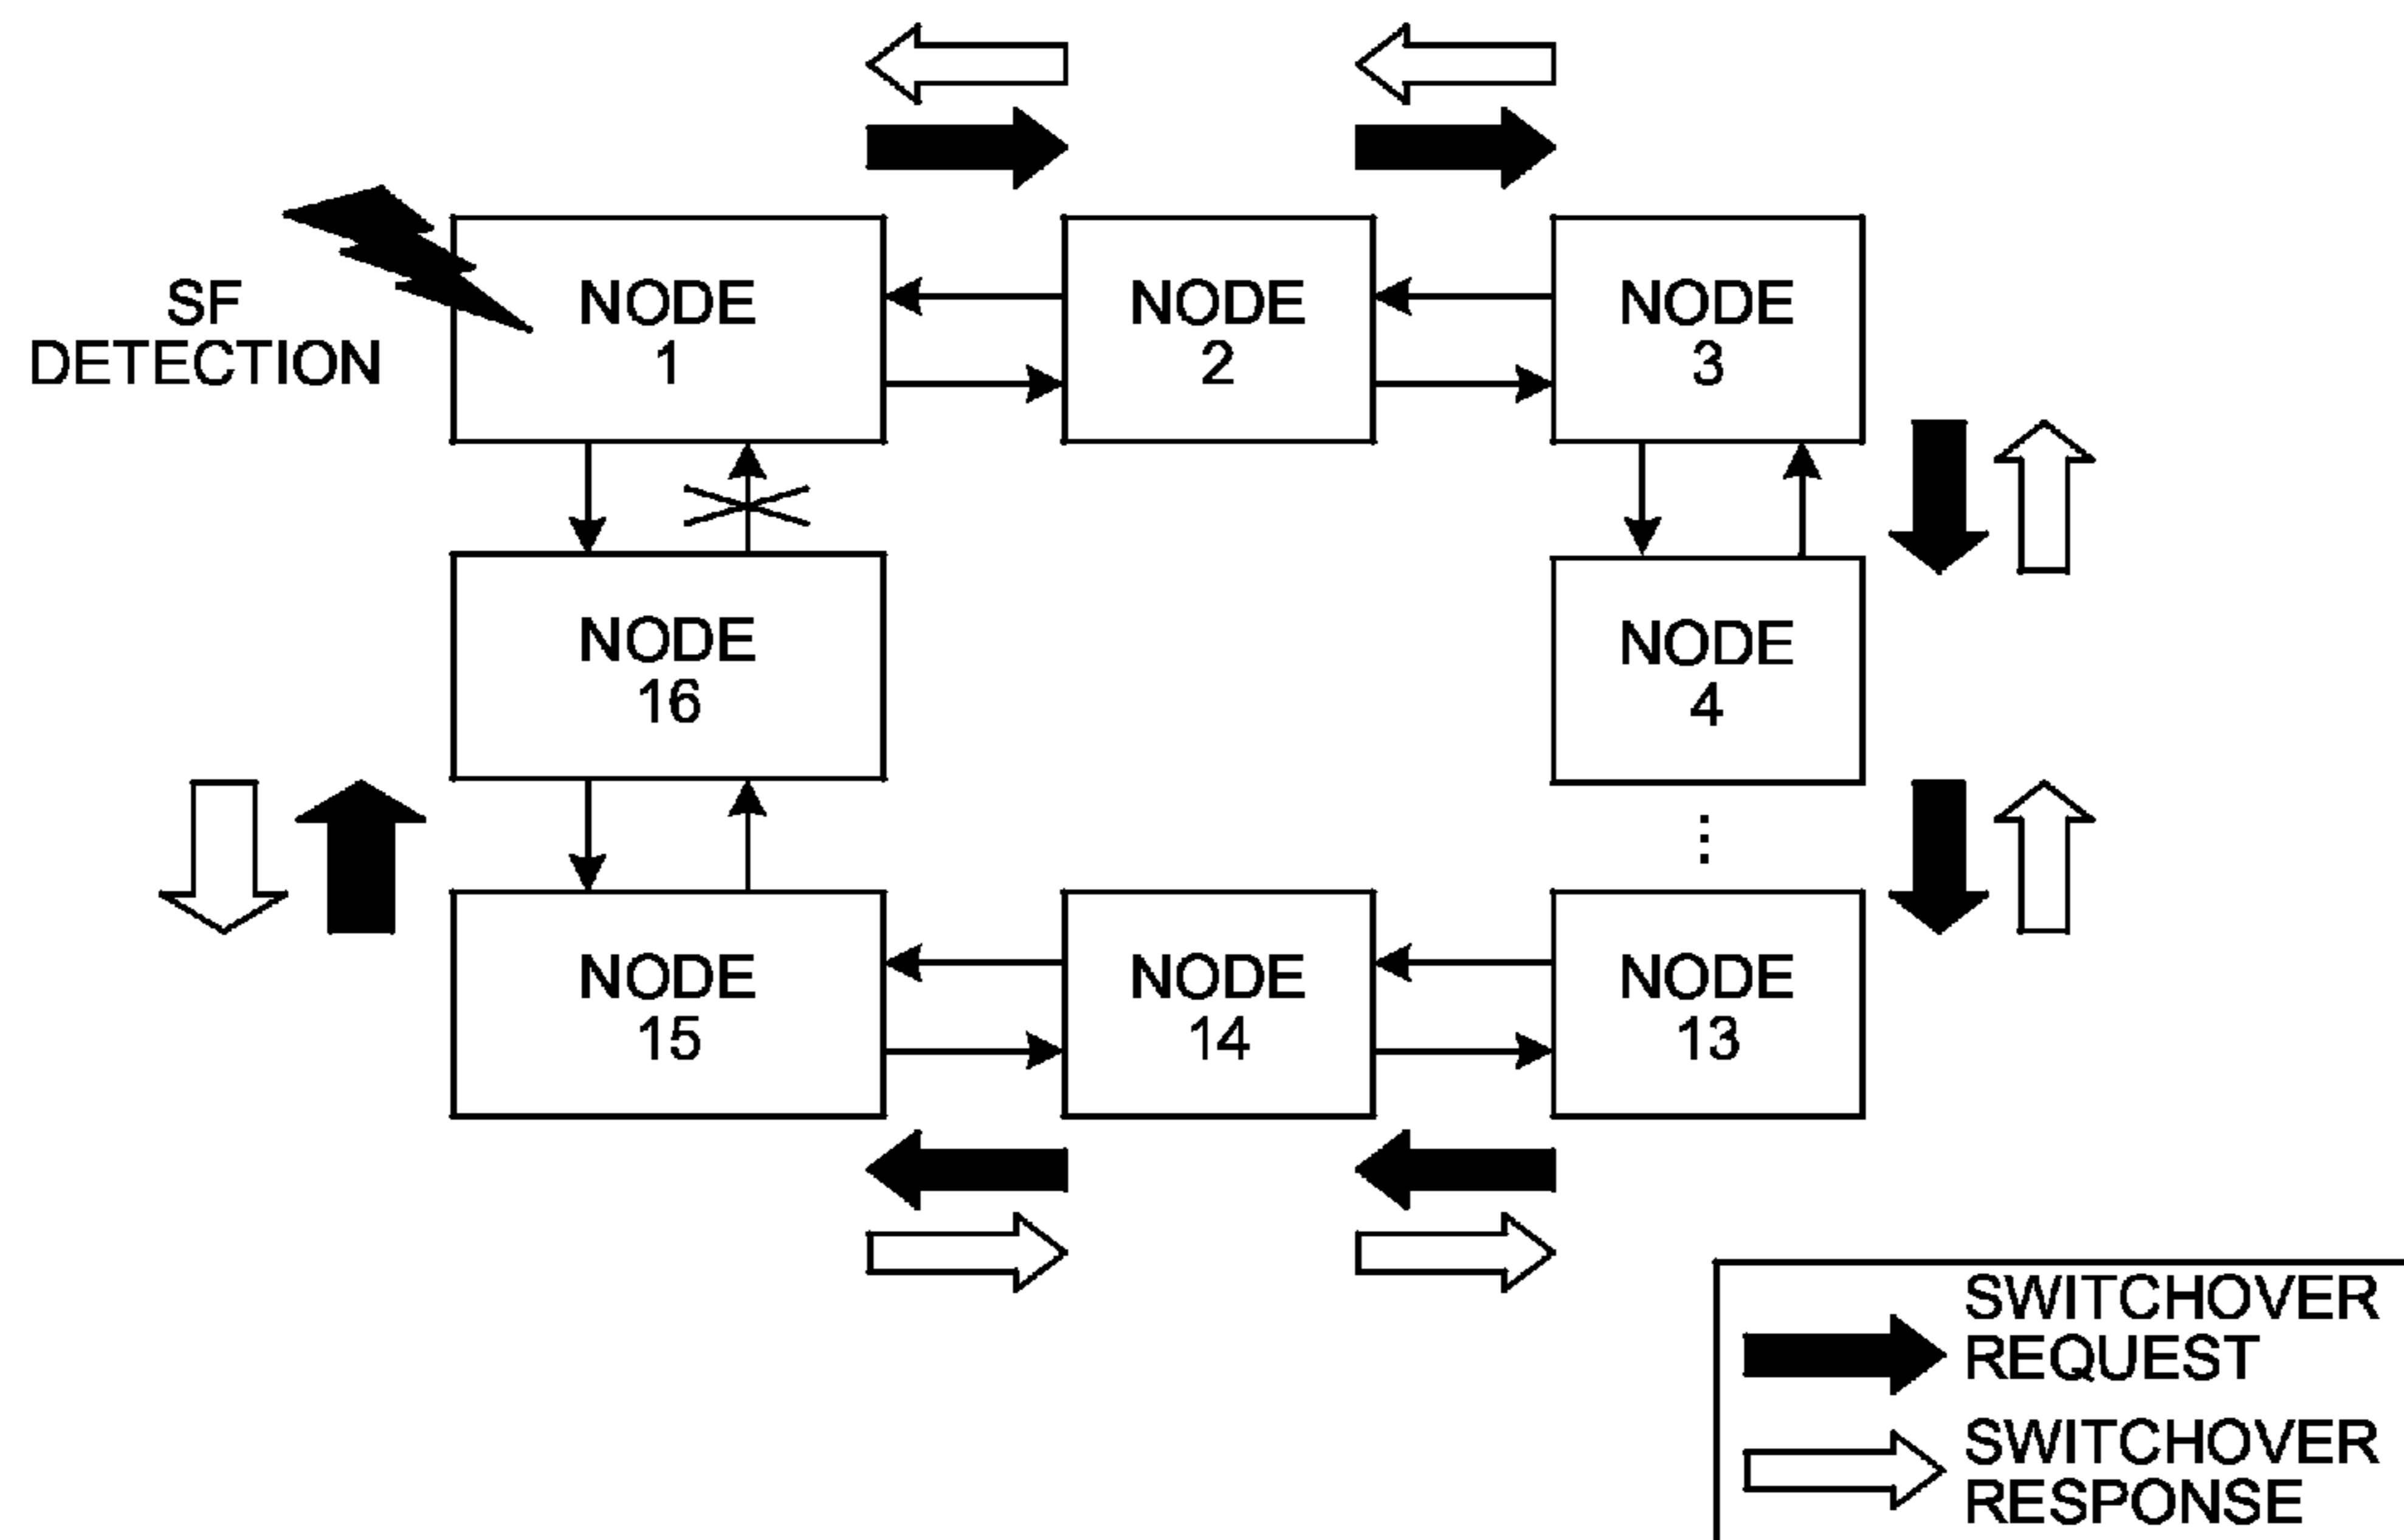 SF
DETECTION
NODE
1
NODE
2
NODE
3
NODE
16
NODE
4
NODE
15
NODE
14
NODE
13
SWITCHOVER
REQUEST
SWITCHOVER
RESPONSE